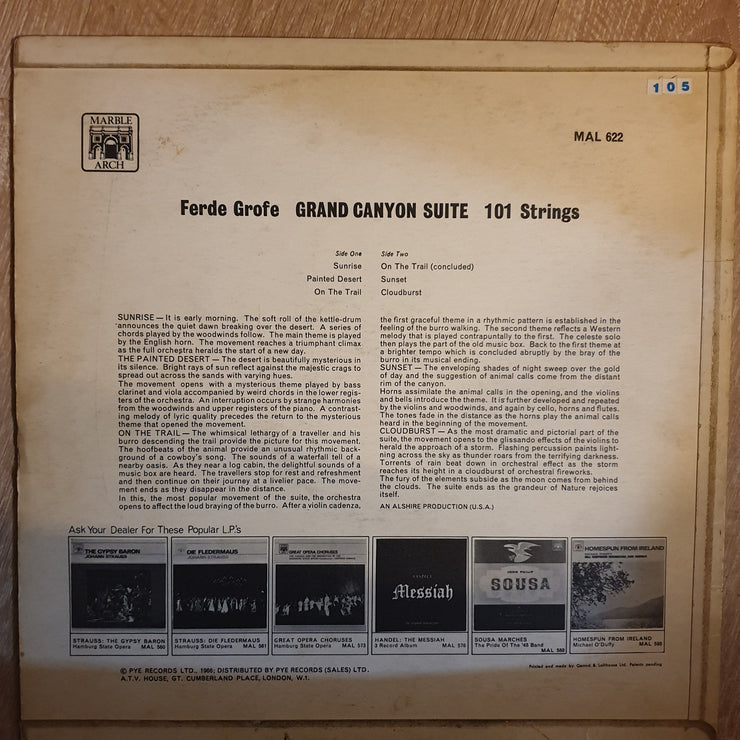 105
MARBLE
ARCH
MAL 622
Ferde Grofe GRAND CANYON SUITE 101 Strings
Side One
Sunrise
Painted Desert
On The Trail
Side Two
On The Trail (concluded)
Sunset
Cloudburst
SUNRISE — It is early morning. The soft roll of the kettle-drum
announces the quiet dawn breaking over the desert. A series of
chords played by the woodwinds follow. The main theme is played
by the English horn. The movement reaches a triumphant climax
as the full orchestra heralds the start of a new day.
THE PAINTED DESERT — The desert is beautifully mysterious in
its silence. Bright rays of sun reflect against the majestic crags to
spread out across the sands with varying hues.
The movement opens with a mysterious theme played by bass
clarinet and viola accompanied by weird chords in the lower regis-
ters of the orchestra. An interruption occurs by strange harmonies
from the woodwinds and upper registers of the piano. A contrast-
ing melody of lyric quality precedes the return to the mysterious
theme that opened the movement.
ON THE TRAIL — The whimsical lethargy of a traveller and his
burro descending the trail provide the picture for this movement.
The hoofbeats of the animal provide an unusual rhythmic back-
ground of a cowboy's song. The sounds of a waterfall tell of a
nearby oasis. As they near a log cabin, the delightful sounds of a
music box are heard. The travellers stop for rest and refreshment
and then continue on their journey at a livelier pace. The move-
ment ends as they disappear in the distance.
In this, the most popular movement of the suite, the orchestra
opens to affect the loud braying of the burro. After a violin cadenza,
the first graceful theme in a rhythmic pattern is established in the
feeling of the burro walking. The second theme reflects a Western
melody that is played contrapuntally to the first. The celeste solo
the plays the part of the old music box. Back to the first theme at
a brighter tempo which is concluded abruptly by the bray of the
burro in its musical ending.
SUNSET — The enveloping shades of night sweep over the gold
of day and the suggestion of animal calls come from the distant
rim of the canyon.
Horns assimilate the animal calls in the opening, and the violins
and bells introduce the theme. It is further developed and repeated
by the violins and woodwinds, and again by cello, horns and flutes.
The tones fade in the distance as the horns play the animal calls
heard in the beginning of the movement.
CLOUDBURST — As the most dramatic and pictorial part of the
suite, the movement opens to the glissando effects of the violins to
herald the approach of a storm. Flashing percussion paints light-
ning across the sky as thunder roars from the terrifying darkness.
Torrents of rain beat down in orchestral effect as the storm
reaches its height in a cloudburst of orchestral fireworks.
The fury of the elements subside as the moon comes from behind
the clouds. The suite ends as the grandeur of Nature rejoices
itself.
AN ALSHIRE PRODUCTION (U.S.A.)
Ask Your Dealer For These Popular L.P.'s
THE GYPSY BARON
JOHANN STRAUSS
DIE FLEDERMAUS
JOHANN STRAUSS
GREAT OPERA CHORUSES
Messiah
JOHN PHILIP
SOUSA
HOMESPUN FROM IRELAND
STRAUSS: THE GYPSY BARON
Hamburg State Opera MAL 560
STRAUSS: DIE FLEDERMAUS
Hamburg State Opera MAL 561
GREAT OPERA CHORUSES
Hamburg State Opera MAL 573
HANDEL: THE MESSIAH
3 Record Album MAL 576
SOUSA MARCHES
The Pride Of The '48 Band
MAL 583
HOMESPUN FROM IRELAND
Michael O'Duffy MAL 595
© PYE RECORDS LTD., 1966; DISTRIBUTED BY PYE RECORDS (SALES) LTD.
A.T.V. HOUSE, GT. CUMBERLAND PLACE, LONDON, W.1.
Printed and made by Garrod & Lofthouse Ltd. Patents pending